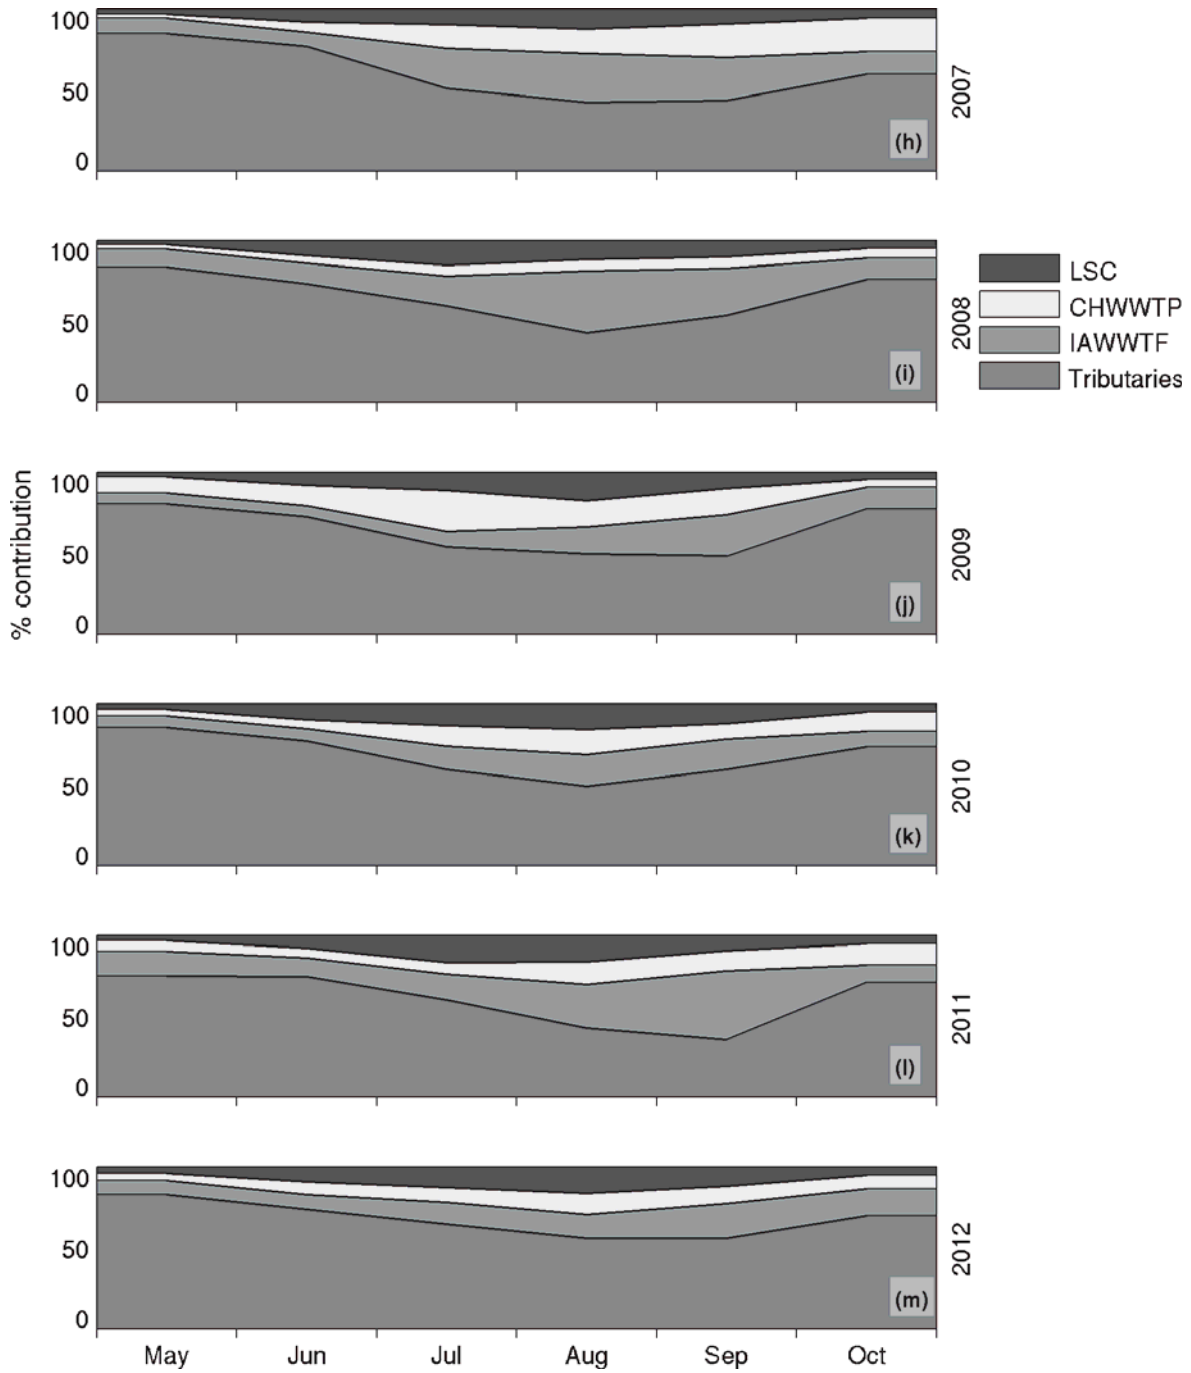 100
50
0
(h)
2007
100
50
0
(i)
2008
LSC
CHWWTP
IAWWTF
Tributaries
% contribution
100
50
0
(j)
2009
100
50
0
(k)
2010
100
50
0
(l)
2011
100
50
0
(m)
2012
May Jun Jul Aug Sep Oct